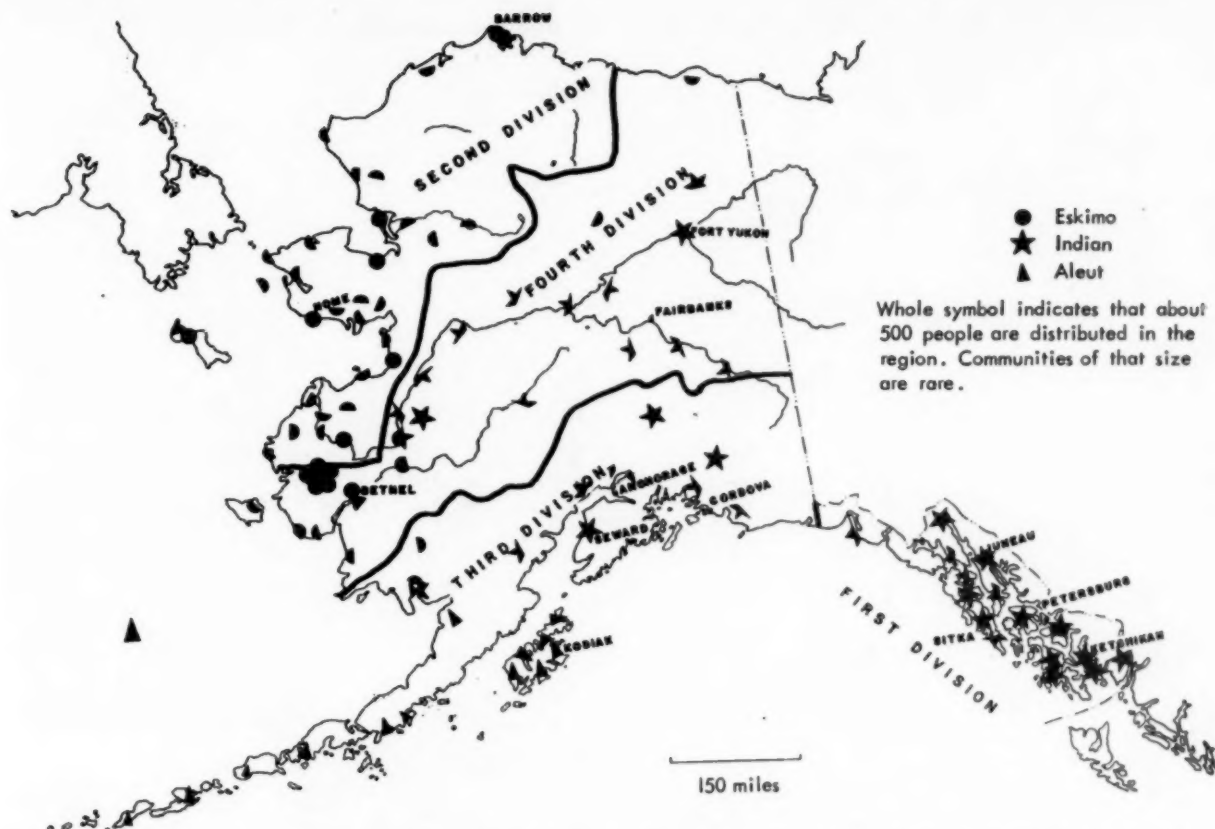 BARROW
SECOND DIVISION
FOURTH DIVISION
FORT YUKON
Eskimo
Indian
Aleut
NOME
FAIRBANKS
Whole symbol indicates that about
500 people are distributed in the
region. Communities of that size
are rare.
BETHEL
ANCHORAGE
CORDOVA
THIRD DIVISION
SEWARD
JUNEAU
PETERSBURG
FIRST DIVISION
SITKA
KETCHIKAN
KODIAK
150 miles